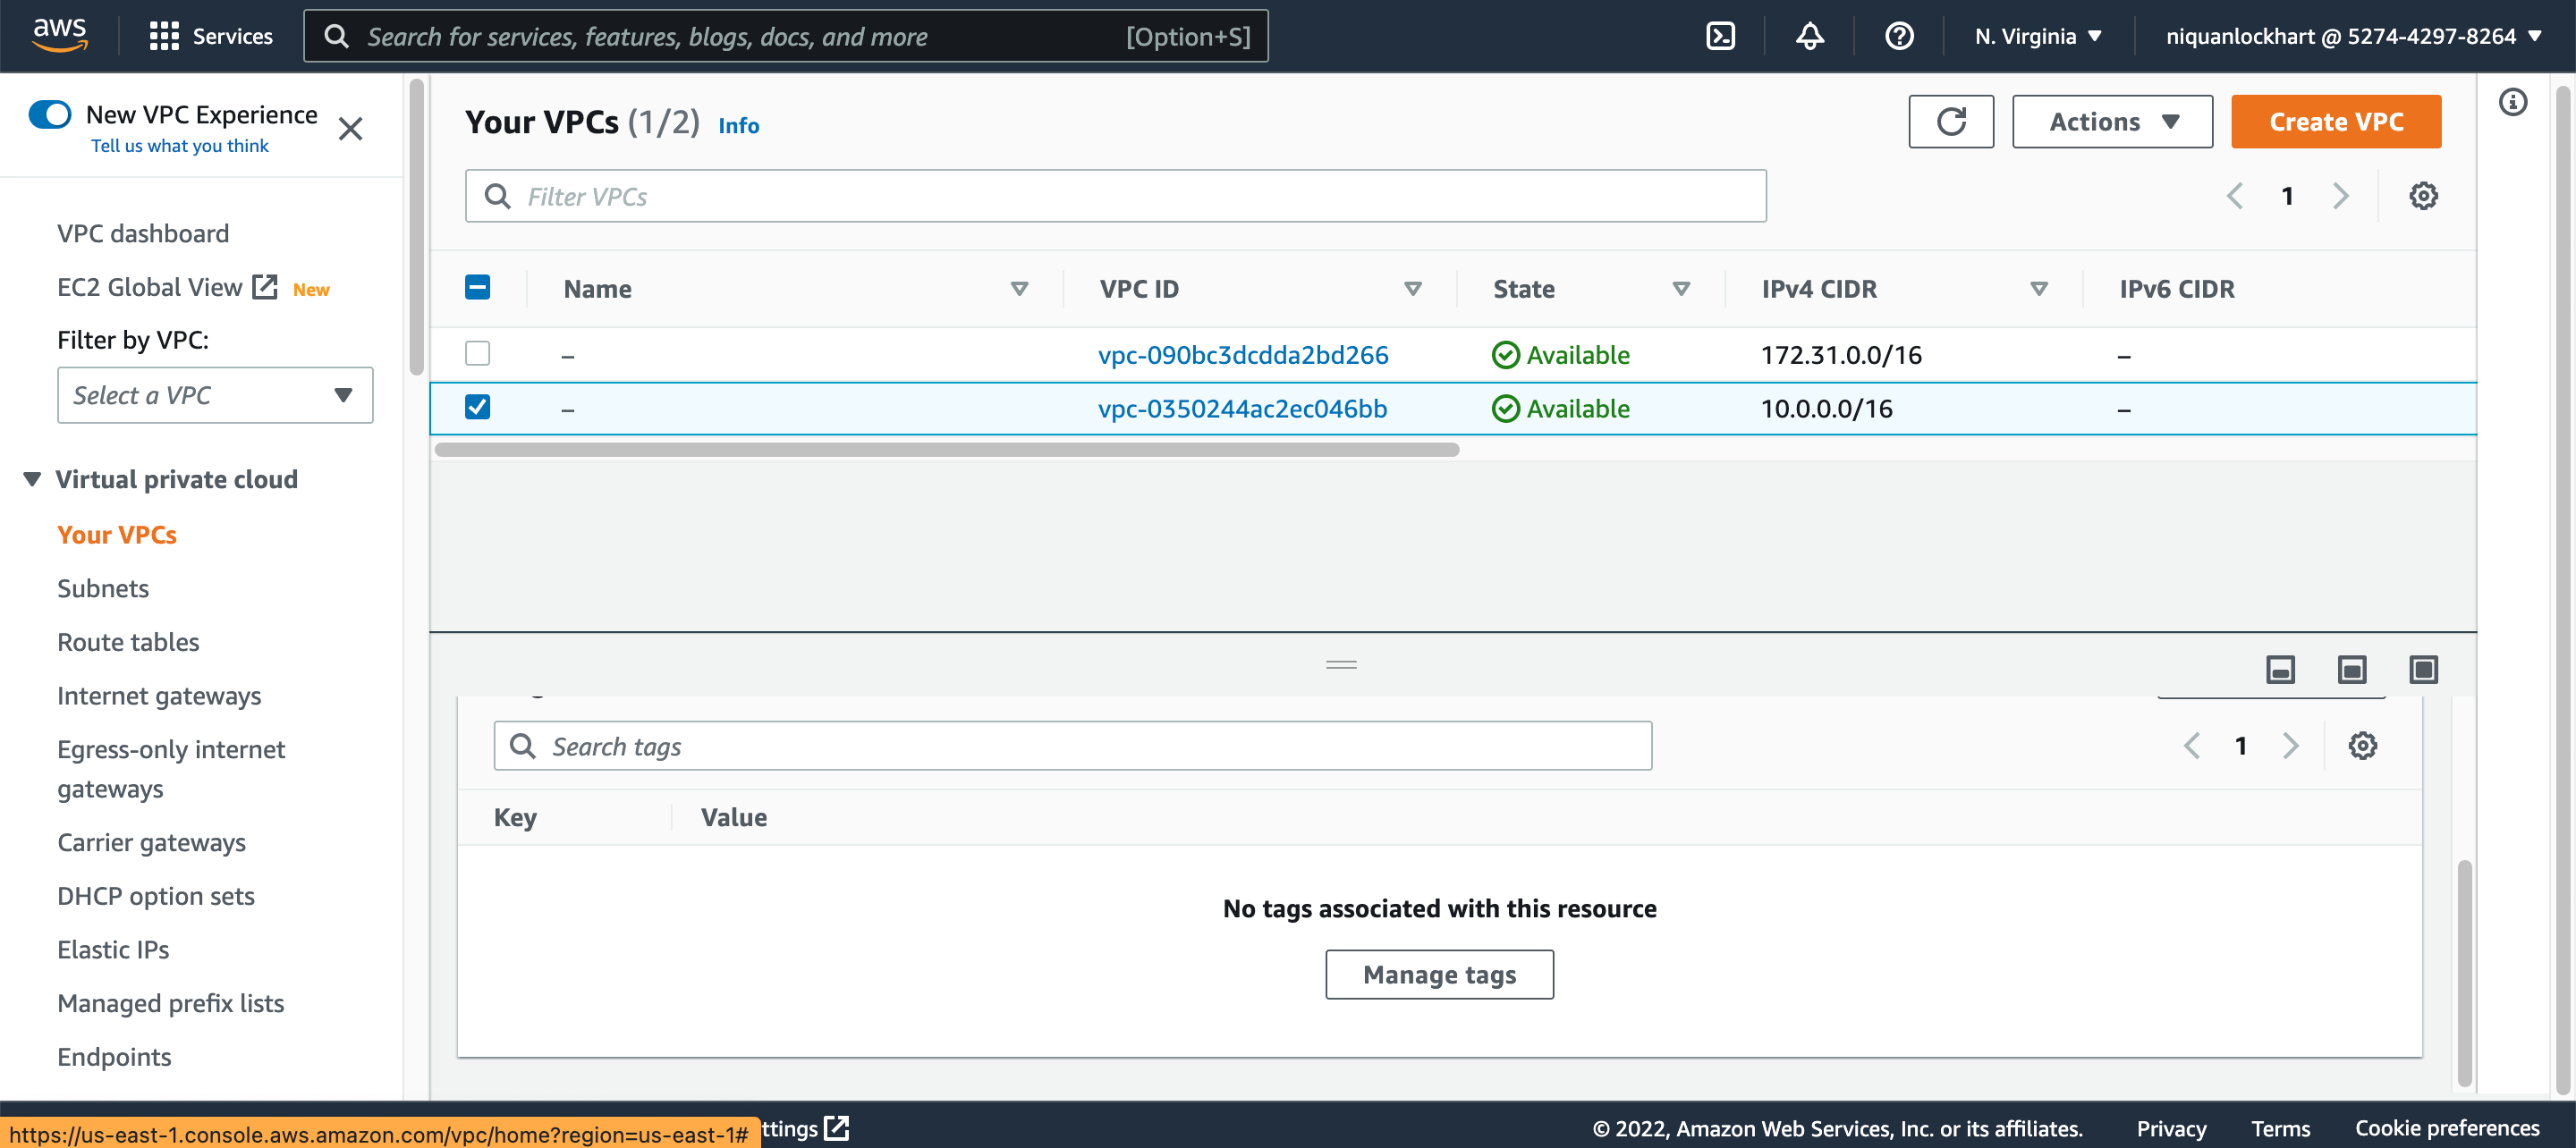 aws
Services
Search for services, features, blogs, docs, and more [Option+S]
N. Virginia
niquanlockhart @ 5274-4297-8264
New VPC Experience
Tell us what you think
VPC dashboard
EC2 Global View New
Filter by VPC:
Select a VPC
Virtual private cloud
Your VPCs
Subnets
Route tables
Internet gateways
Egress-only internet
gateways
Carrier gateways
DHCP option sets
Elastic IPs
Managed prefix lists
Endpoints
Your VPCs (1/2) Info
Actions
Create VPC
Filter VPCs
1
Name VPC ID State IPv4 CIDR IPv6 CIDR
– vpc-090bc3dcdda2bd266 Available 172.31.0.0/16 –
– vpc-0350244ac2ec046bb Available 10.0.0.0/16 –
Search tags
1
Key Value
No tags associated with this resource
Manage tags
https://us-east-1.console.aws.amazon.com/vpc/home?region=us-east-1#
ttings
© 2022, Amazon Web Services, Inc. or its affiliates. Privacy Terms Cookie preferences